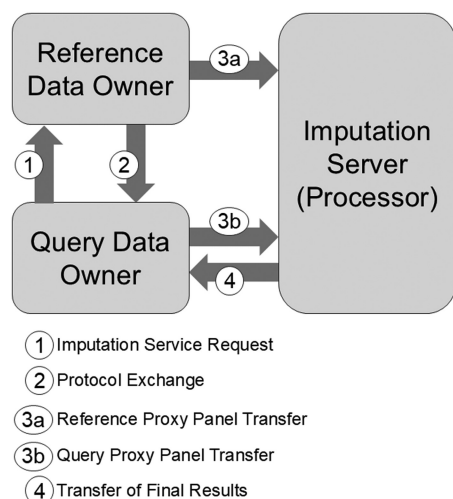 Reference
Data Owner
3a
Imputation
Server
(Processor)
1
2
Query Data
Owner
3b
4
1 Imputation Service Request
2 Protocol Exchange
3a Reference Proxy Panel Transfer
3b Query Proxy Panel Transfer
4 Transfer of Final Results